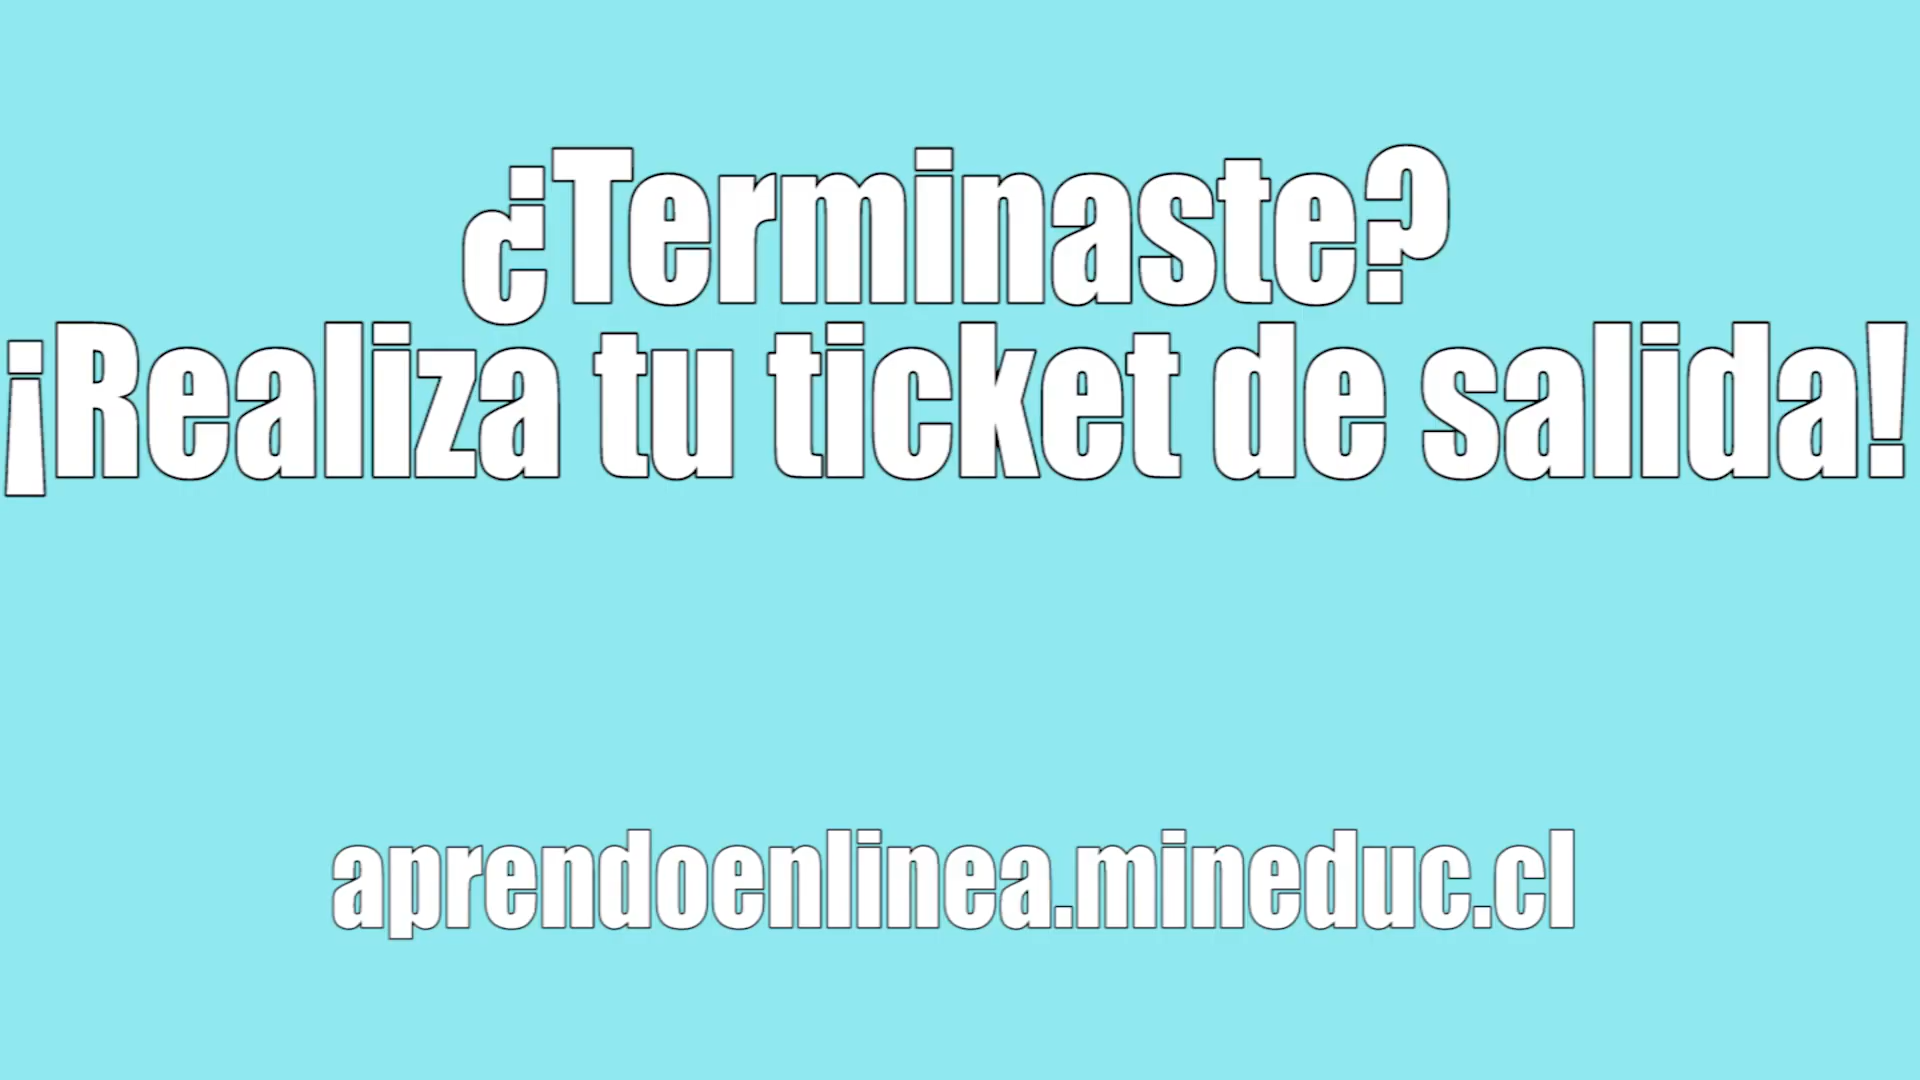 ¿Terminaste?
¡Realiza tu ticket de salida!
aprendoenlinea.mineduc.cl